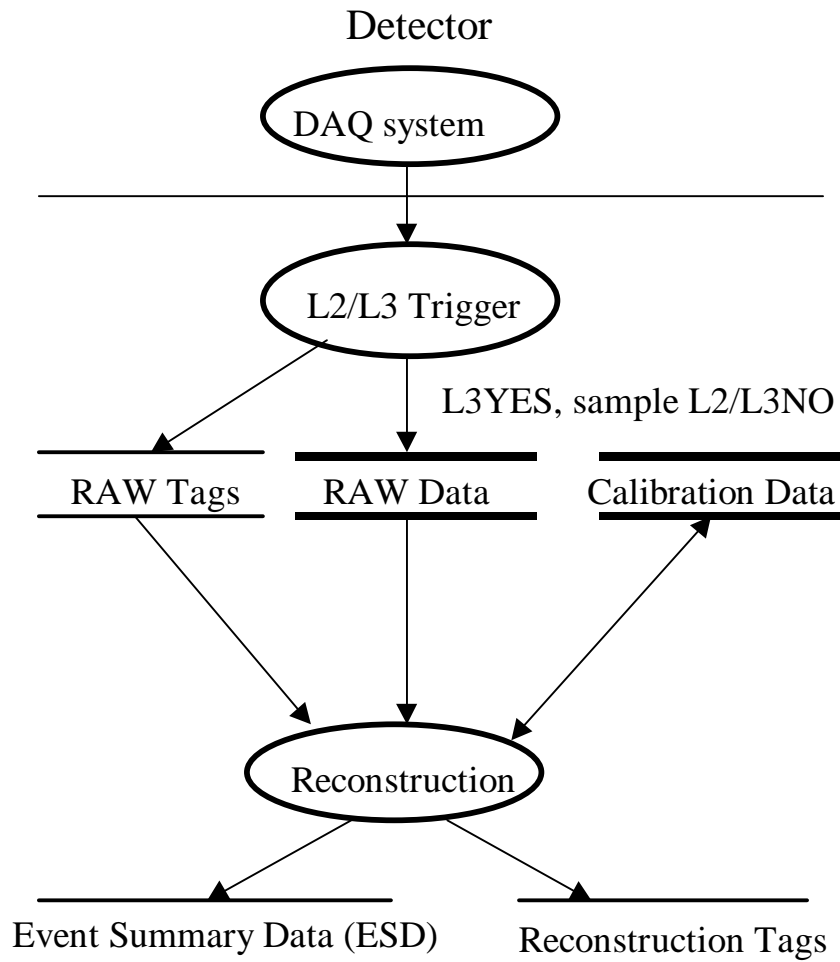 Detector
DAQ system
L2/L3 Trigger
L3YES, sample L2/L3NO
RAW Tags
RAW Data
Calibration Data
Reconstruction
Event Summary Data (ESD)
Reconstruction Tags